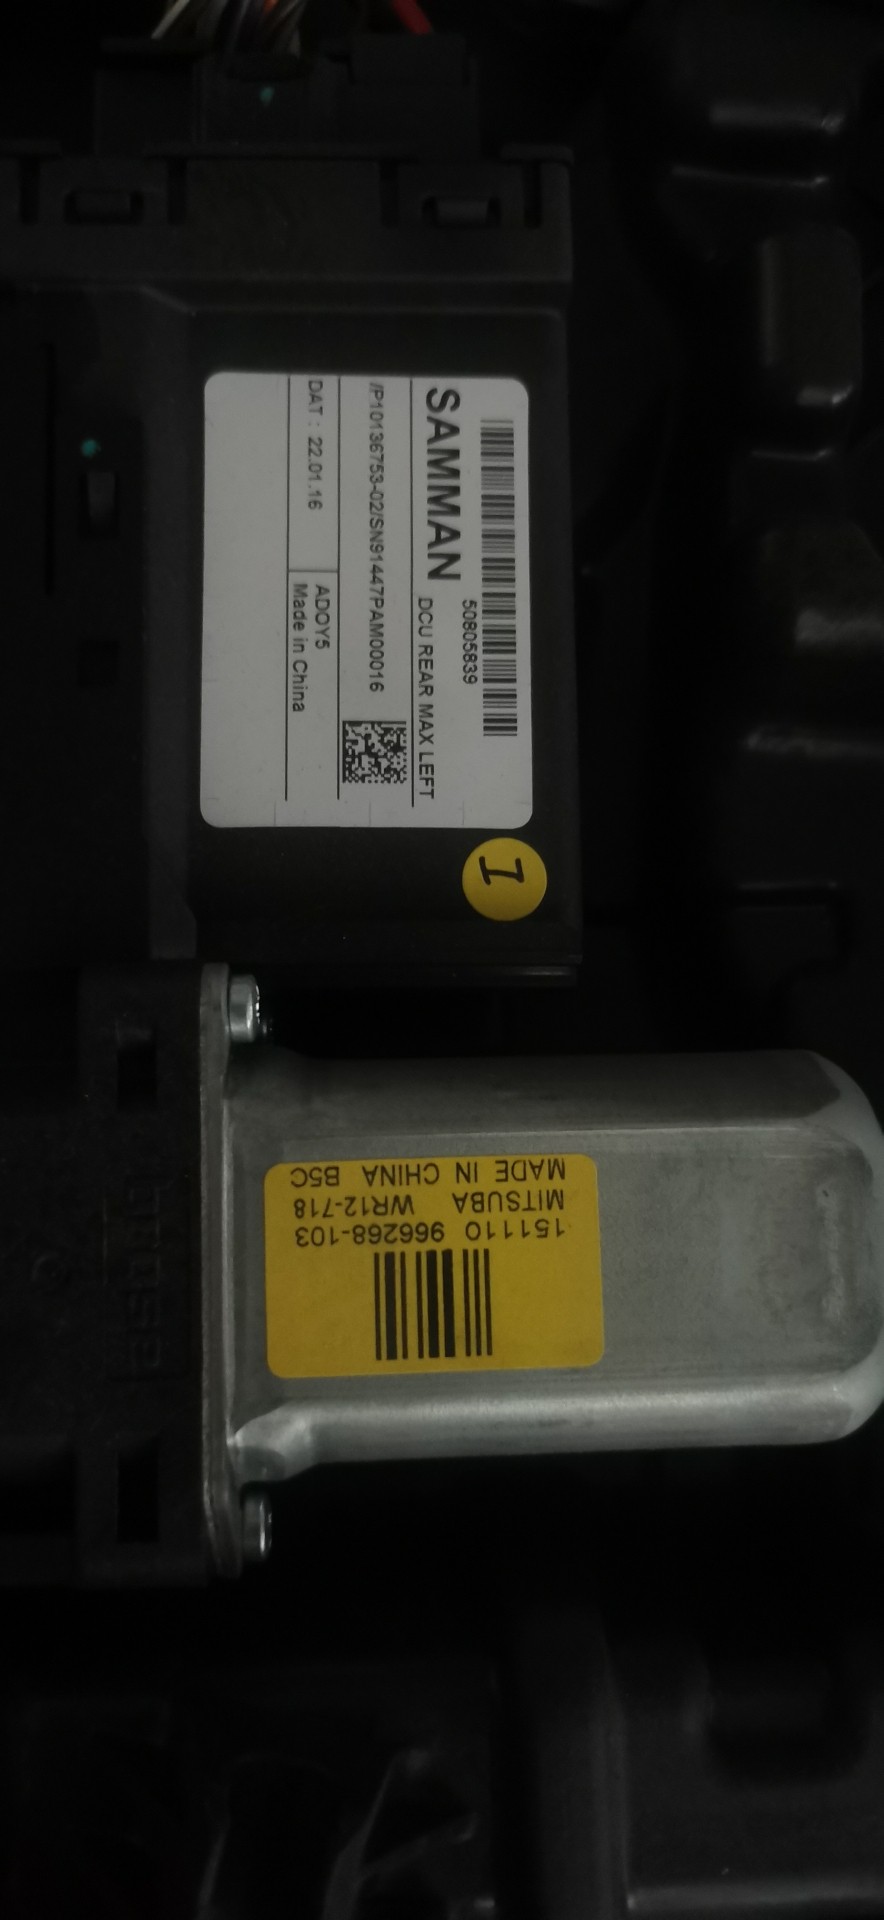 50805839
SAMMAN DCU REAR MAX LEFT
/P10136753-02/SN91447PAM00016
DAT : 22.01.16 ADOY5
Made in China
1
151110 966268-103
MITSUBA WR12-718
MADE IN CHINA B5C